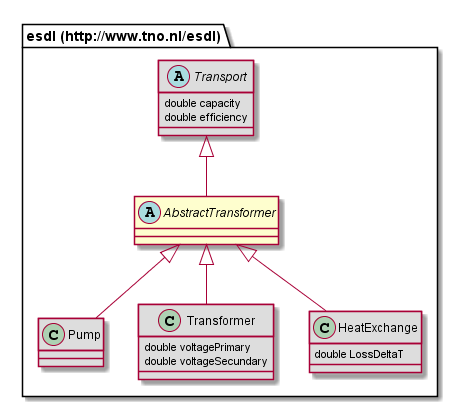 esdl (http://www.tno.nl/esdl)
A Transport
double capacity
double efficiency
A AbstractTransformer
C Pump
C Transformer
double voltagePrimary
double voltageSecundary
C HeatExchange
double LossDeltaT